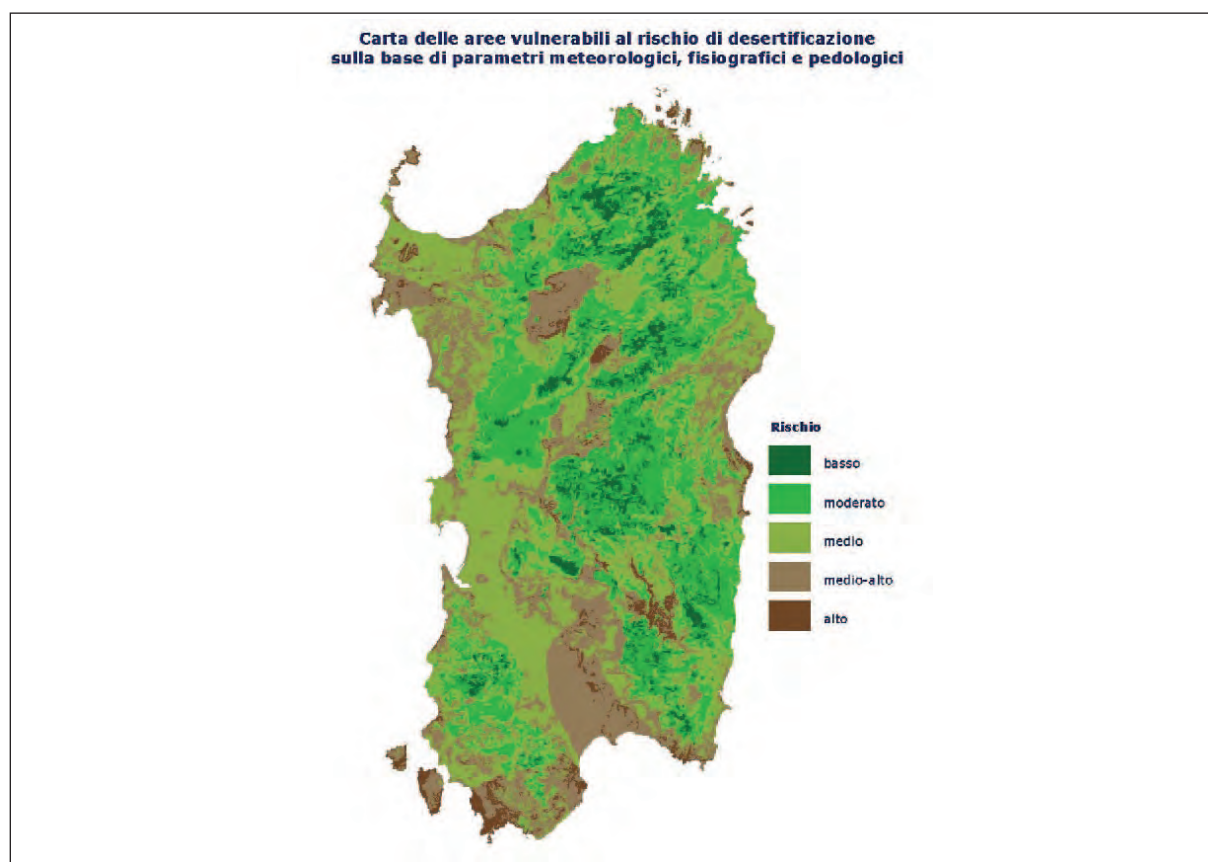 Carta delle aree vulnerabili al rischio di desertificazione
sulla base di parametri meteorologici, fisiografici e pedologici
Rischio
basso
moderato
medio
medio-alto
alto